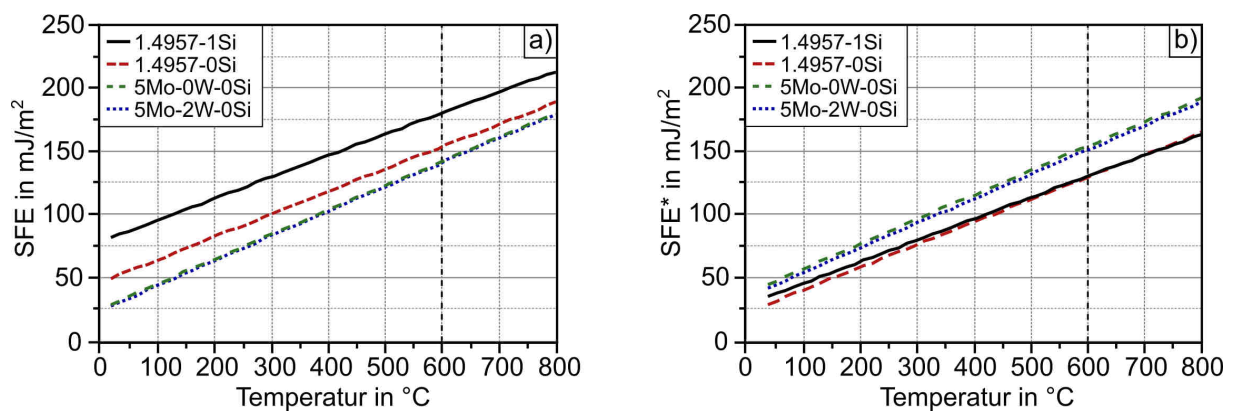 a)
1.4957-1Si
1.4957-0Si
5Mo-0W-0Si
5Mo-2W-0Si
SFE in mJ/m²
250
200
150
100
50
0
0 100 200 300 400 500 600 700 800
Temperatur in °C
b)
1.4957-1Si
1.4957-0Si
5Mo-0W-0Si
5Mo-2W-0Si
SFE* in mJ/m²
250
200
150
100
50
0
0 100 200 300 400 500 600 700 800
Temperatur in °C